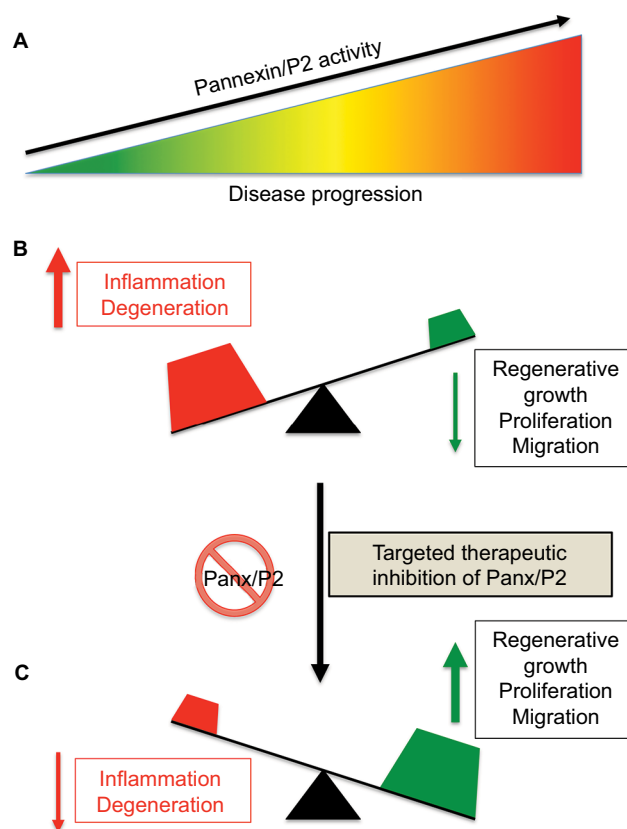 A
Pannexin/P2 activity
Disease progression
B
Inflammation
Degeneration
Regenerative
growth
Proliferation
Migration
Panx/P2
Targeted therapeutic
inhibition of Panx/P2
C
Regenerative
growth
Proliferation
Migration
Inflammation
Degeneration